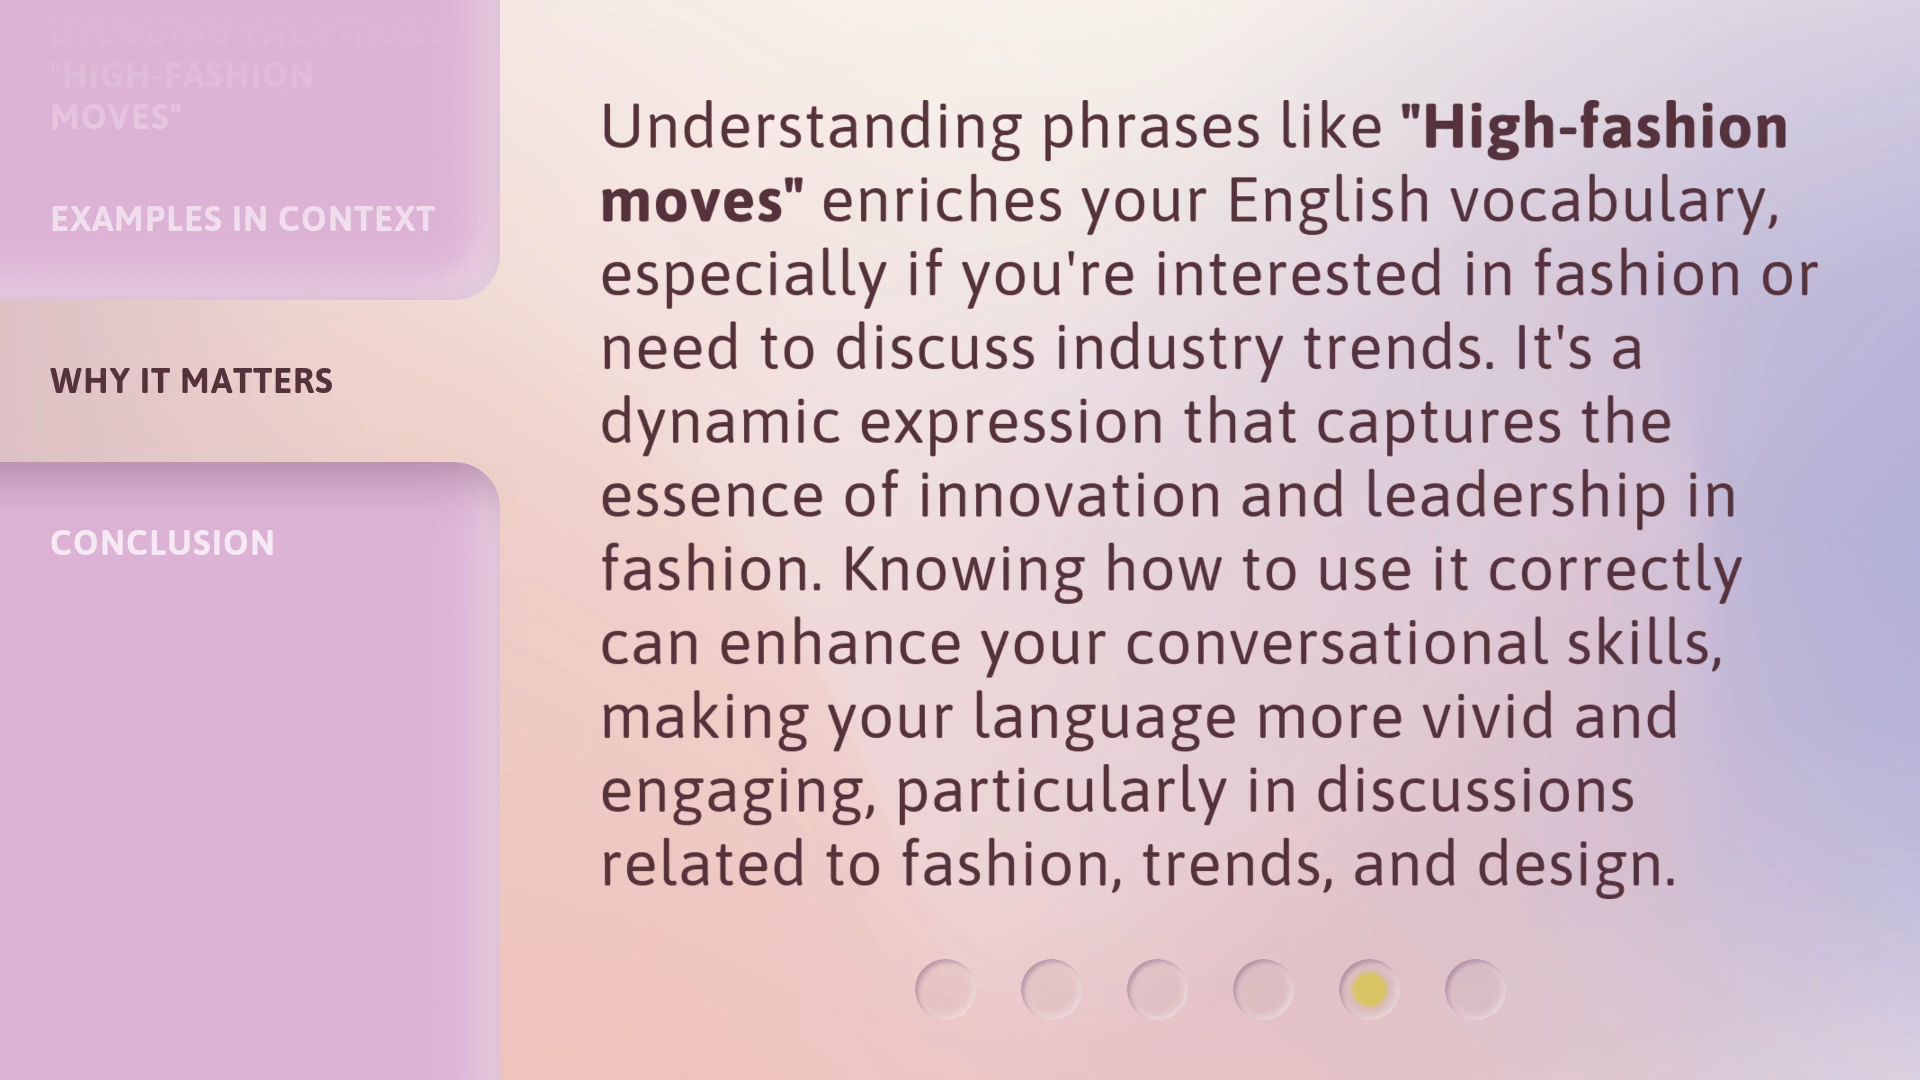 DECODING THE PHRASE
"HIGH-FASHION
MOVES"
EXAMPLES IN CONTEXT
WHY IT MATTERS
CONCLUSION
Understanding phrases like "High-fashion
moves" enriches your English vocabulary,
especially if you're interested in fashion or
need to discuss industry trends. It's a
dynamic expression that captures the
essence of innovation and leadership in
fashion. Knowing how to use it correctly
can enhance your conversational skills,
making your language more vivid and
engaging, particularly in discussions
related to fashion, trends, and design.